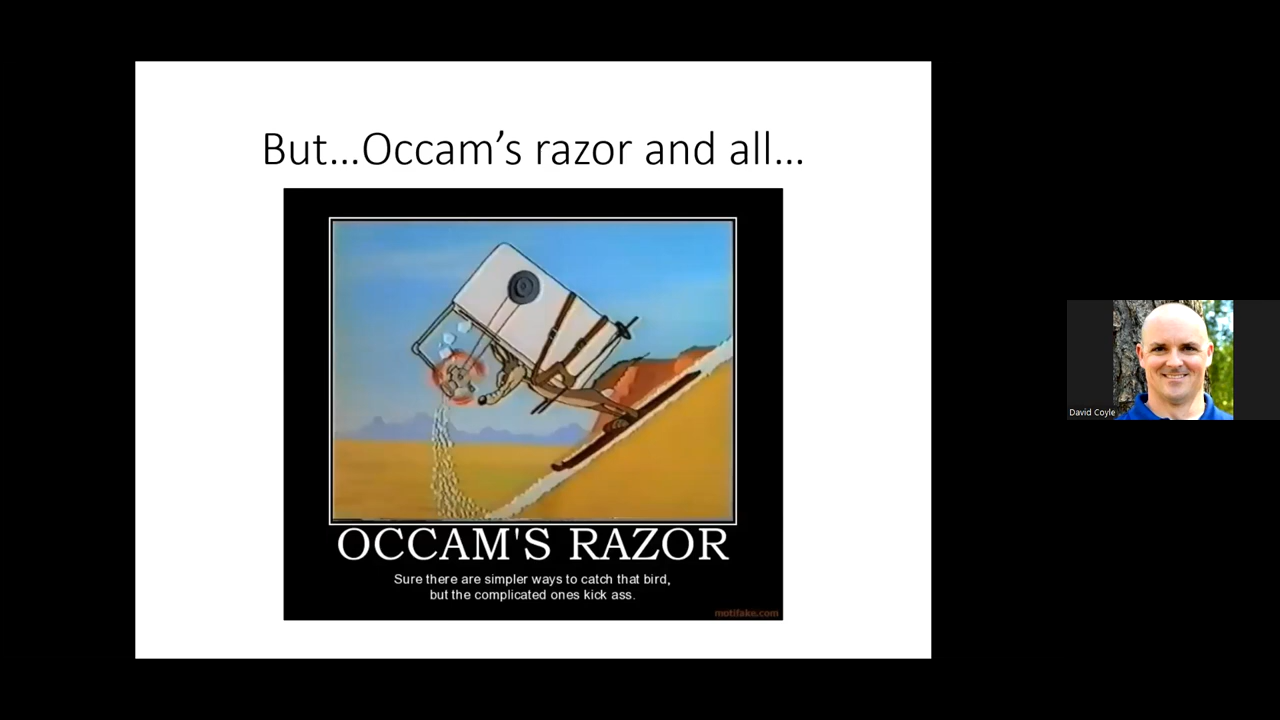 But...Occam’s razor and all...
OCCAM'S RAZOR
Sure there are simpler ways to catch that bird,
but the complicated ones kick ass.
motifake.com
David Coyle